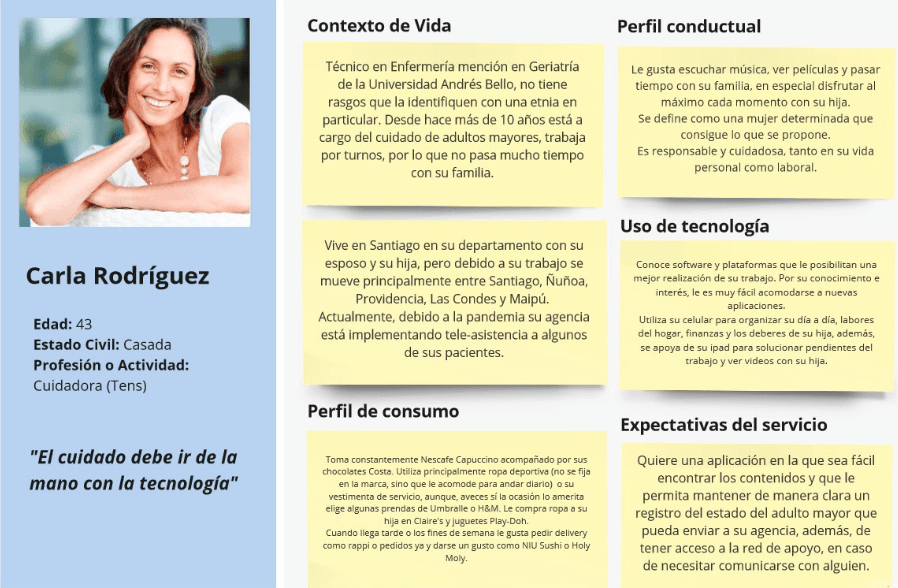 Carla Rodríguez
Edad: 43
Estado Civil: Casada
Profesión o Actividad:
Cuidadora (Tens)
"El cuidado debe ir de la
mano con la tecnología"
Contexto de Vida
Técnico en Enfermería mención en Geriatría
de la Universidad Andrés Bello, no tiene
rasgos que la identifiquen con una etnia en
particular. Desde hace más de 10 años está a
cargo del cuidado de adultos mayores, trabaja
por turnos, por lo que no pasa mucho tiempo
con su familia.
Vive en Santiago en su departamento con su
esposo y su hija, pero debido a su trabajo se
mueve principalmente entre Santiago, Ñuñoa,
Providencia, Las Condes y Maipú.
Actualmente, debido a la pandemia su agencia
está implementando tele-asistencia a algunos
de sus pacientes.
Perfil de consumo
Toma constantemente Nescafe Capuccino acompañado por sus
chocolates Costa. Utiliza principalmente ropa deportiva (no se fija
en la marca, sino que le acomode para andar diario) o su
vestimenta de servicio, aunque, aveces sí la ocasión lo amerita
elige algunas prendas de Umbralle o H&M. Le compra ropa a su
hija en Claire's y juguetes Play-Doh.
Cuando llega tarde o los fines de semana le gusta pedir delivery
como rappi o pedidos ya y darse un gusto como NIU Sushi o Holy
Moly.
Perfil conductual
Le gusta escuchar música, ver películas y pasar
tiempo con su familia, en especial disfrutar al
máximo cada momento con su hija.
Se define como una mujer determinada que
consigue lo que se propone.
Es responsable y cuidadosa, tanto en su vida
personal como laboral.
Uso de tecnología
Conoce software y plataformas que le posibilitan una
mejor realización de su trabajo. Por su conocimiento e
interés, le es muy fácil acomodarse a nuevas
aplicaciones.
Utiliza su celular para organizar su día a día, labores
del hogar, finanzas y los deberes de su hija, además,
se apoya de su ipad para solucionar pendientes del
trabajo y ver videos con su hija.
Expectativas del servicio
Quiere una aplicación en la que sea fácil
encontrar los contenidos y que le
permita mantener de manera clara un
registro del estado del adulto mayor que
pueda enviar a su agencia, además, de
tener acceso a la red de apoyo, en caso
de necesitar comunicarse con alguien.